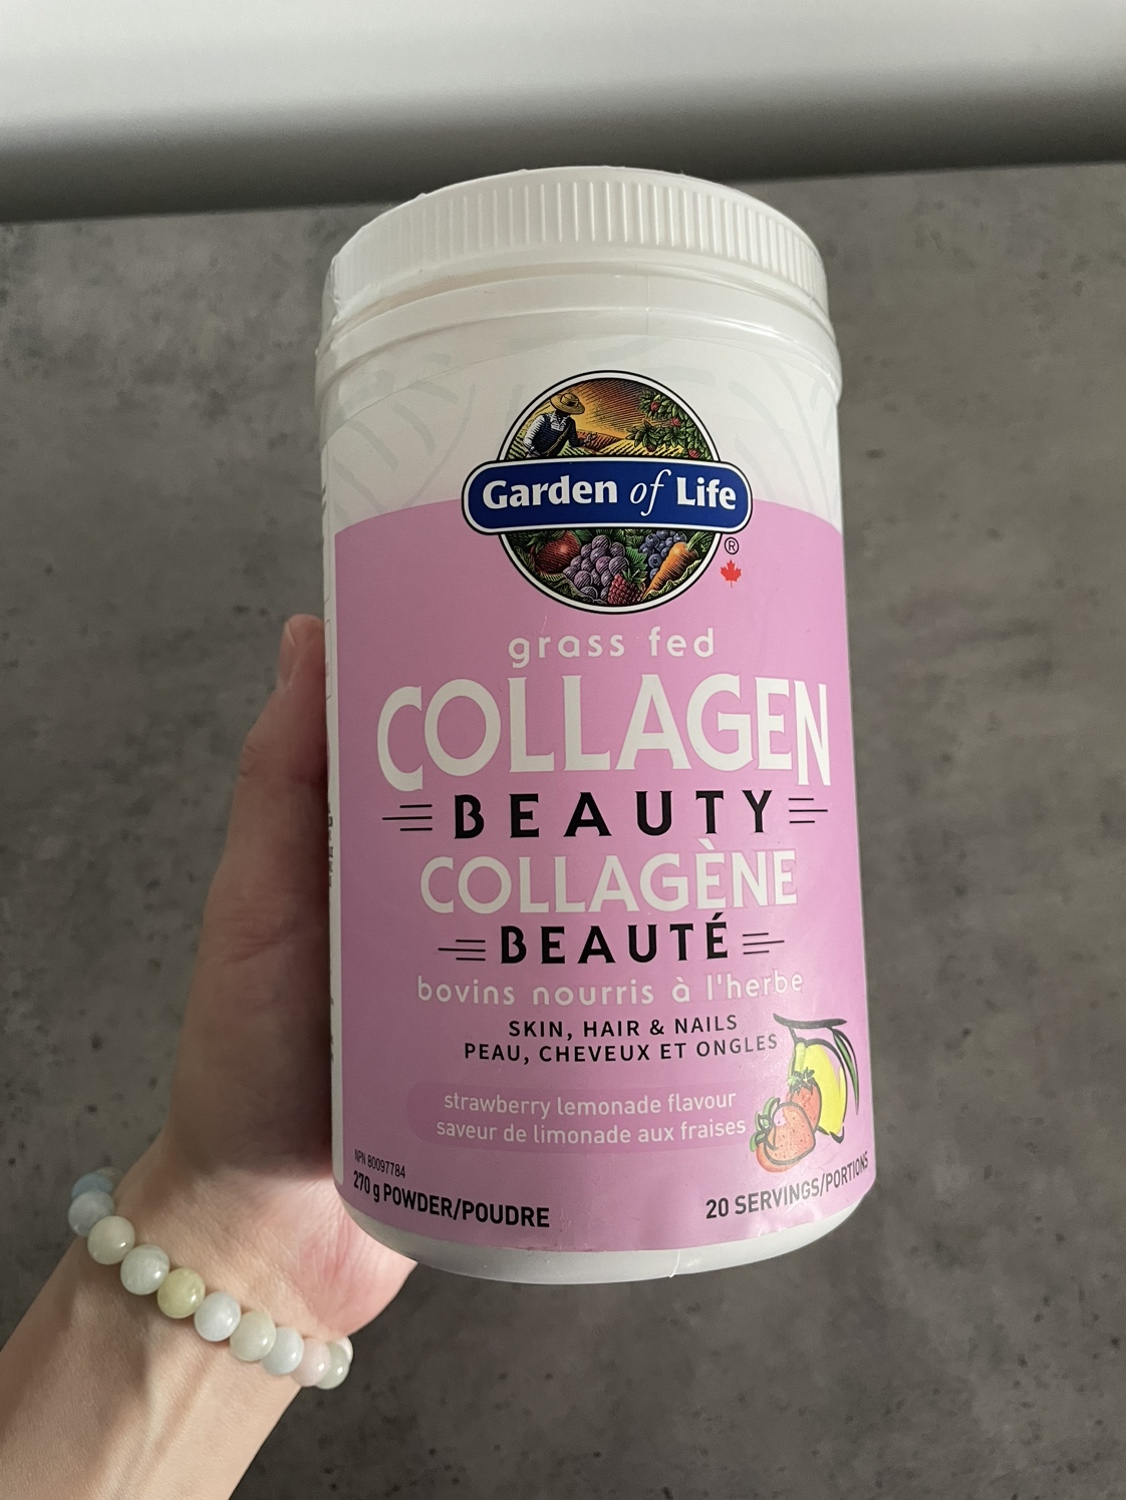 Garden of Life
®
grass fed
COLLAGEN
BEAUTY
COLLAGÈNE
BEAUTÉ
bovins nourris à l'herbe
SKIN, HAIR & NAILS
PEAU, CHEVEUX ET ONGLES
strawberry lemonade flavour
saveur de limonade aux fraises
NPN 80097784
270 g POWDER/POUDRE
20 SERVINGS/PORTIONS